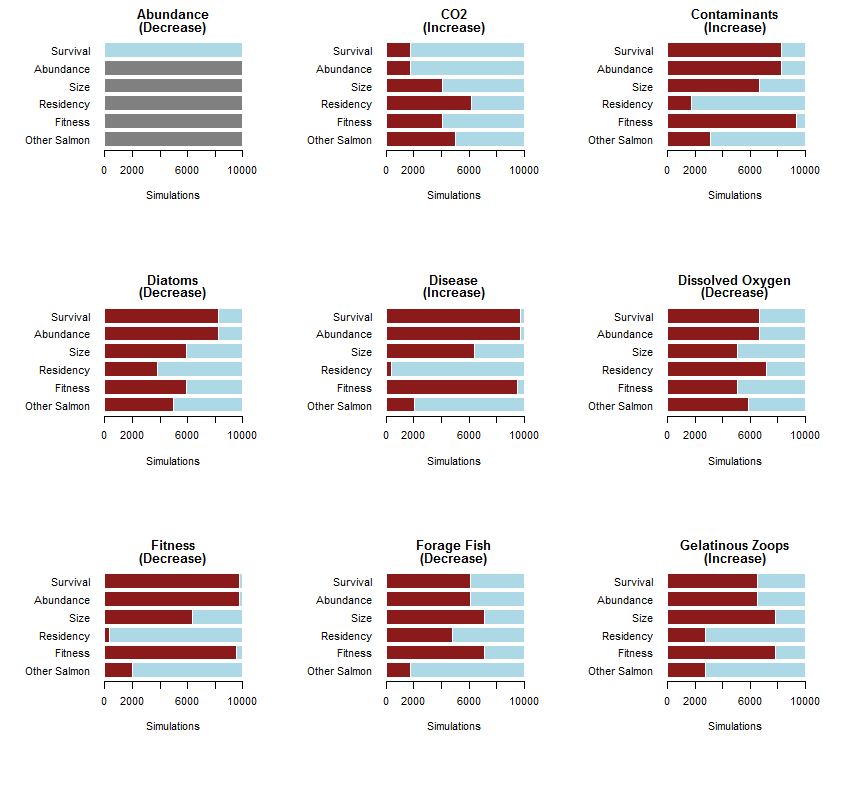 Abundance
(Decrease)
Survival
Abundance
Size
Residency
Fitness
Other Salmon
0 2000 6000 10000
Simulations
CO2
(Increase)
Survival
Abundance
Size
Residency
Fitness
Other Salmon
0 2000 6000 10000
Simulations
Contaminants
(Increase)
Survival
Abundance
Size
Residency
Fitness
Other Salmon
0 2000 6000 10000
Simulations
Diatoms
(Decrease)
Survival
Abundance
Size
Residency
Fitness
Other Salmon
0 2000 6000 10000
Simulations
Disease
(Increase)
Survival
Abundance
Size
Residency
Fitness
Other Salmon
0 2000 6000 10000
Simulations
Dissolved Oxygen
(Decrease)
Survival
Abundance
Size
Residency
Fitness
Other Salmon
0 2000 6000 10000
Simulations
Fitness
(Decrease)
Survival
Abundance
Size
Residency
Fitness
Other Salmon
0 2000 6000 10000
Simulations
Forage Fish
(Decrease)
Survival
Abundance
Size
Residency
Fitness
Other Salmon
0 2000 6000 10000
Simulations
Gelatinous Zoops
(Increase)
Survival
Abundance
Size
Residency
Fitness
Other Salmon
0 2000 6000 10000
Simulations